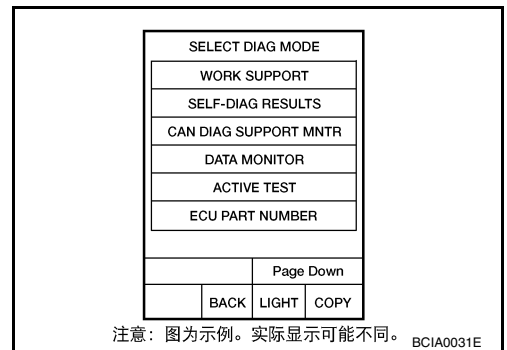 SELECT DIAG MODE
WORK SUPPORT
SELF-DIAG RESULTS
CAN DIAG SUPPORT MNTR
DATA MONITOR
ACTIVE TEST
ECU PART NUMBER
Page Down
BACK LIGHT COPY
注意：图为示例。实际显示可能不同。 BCIA0031E